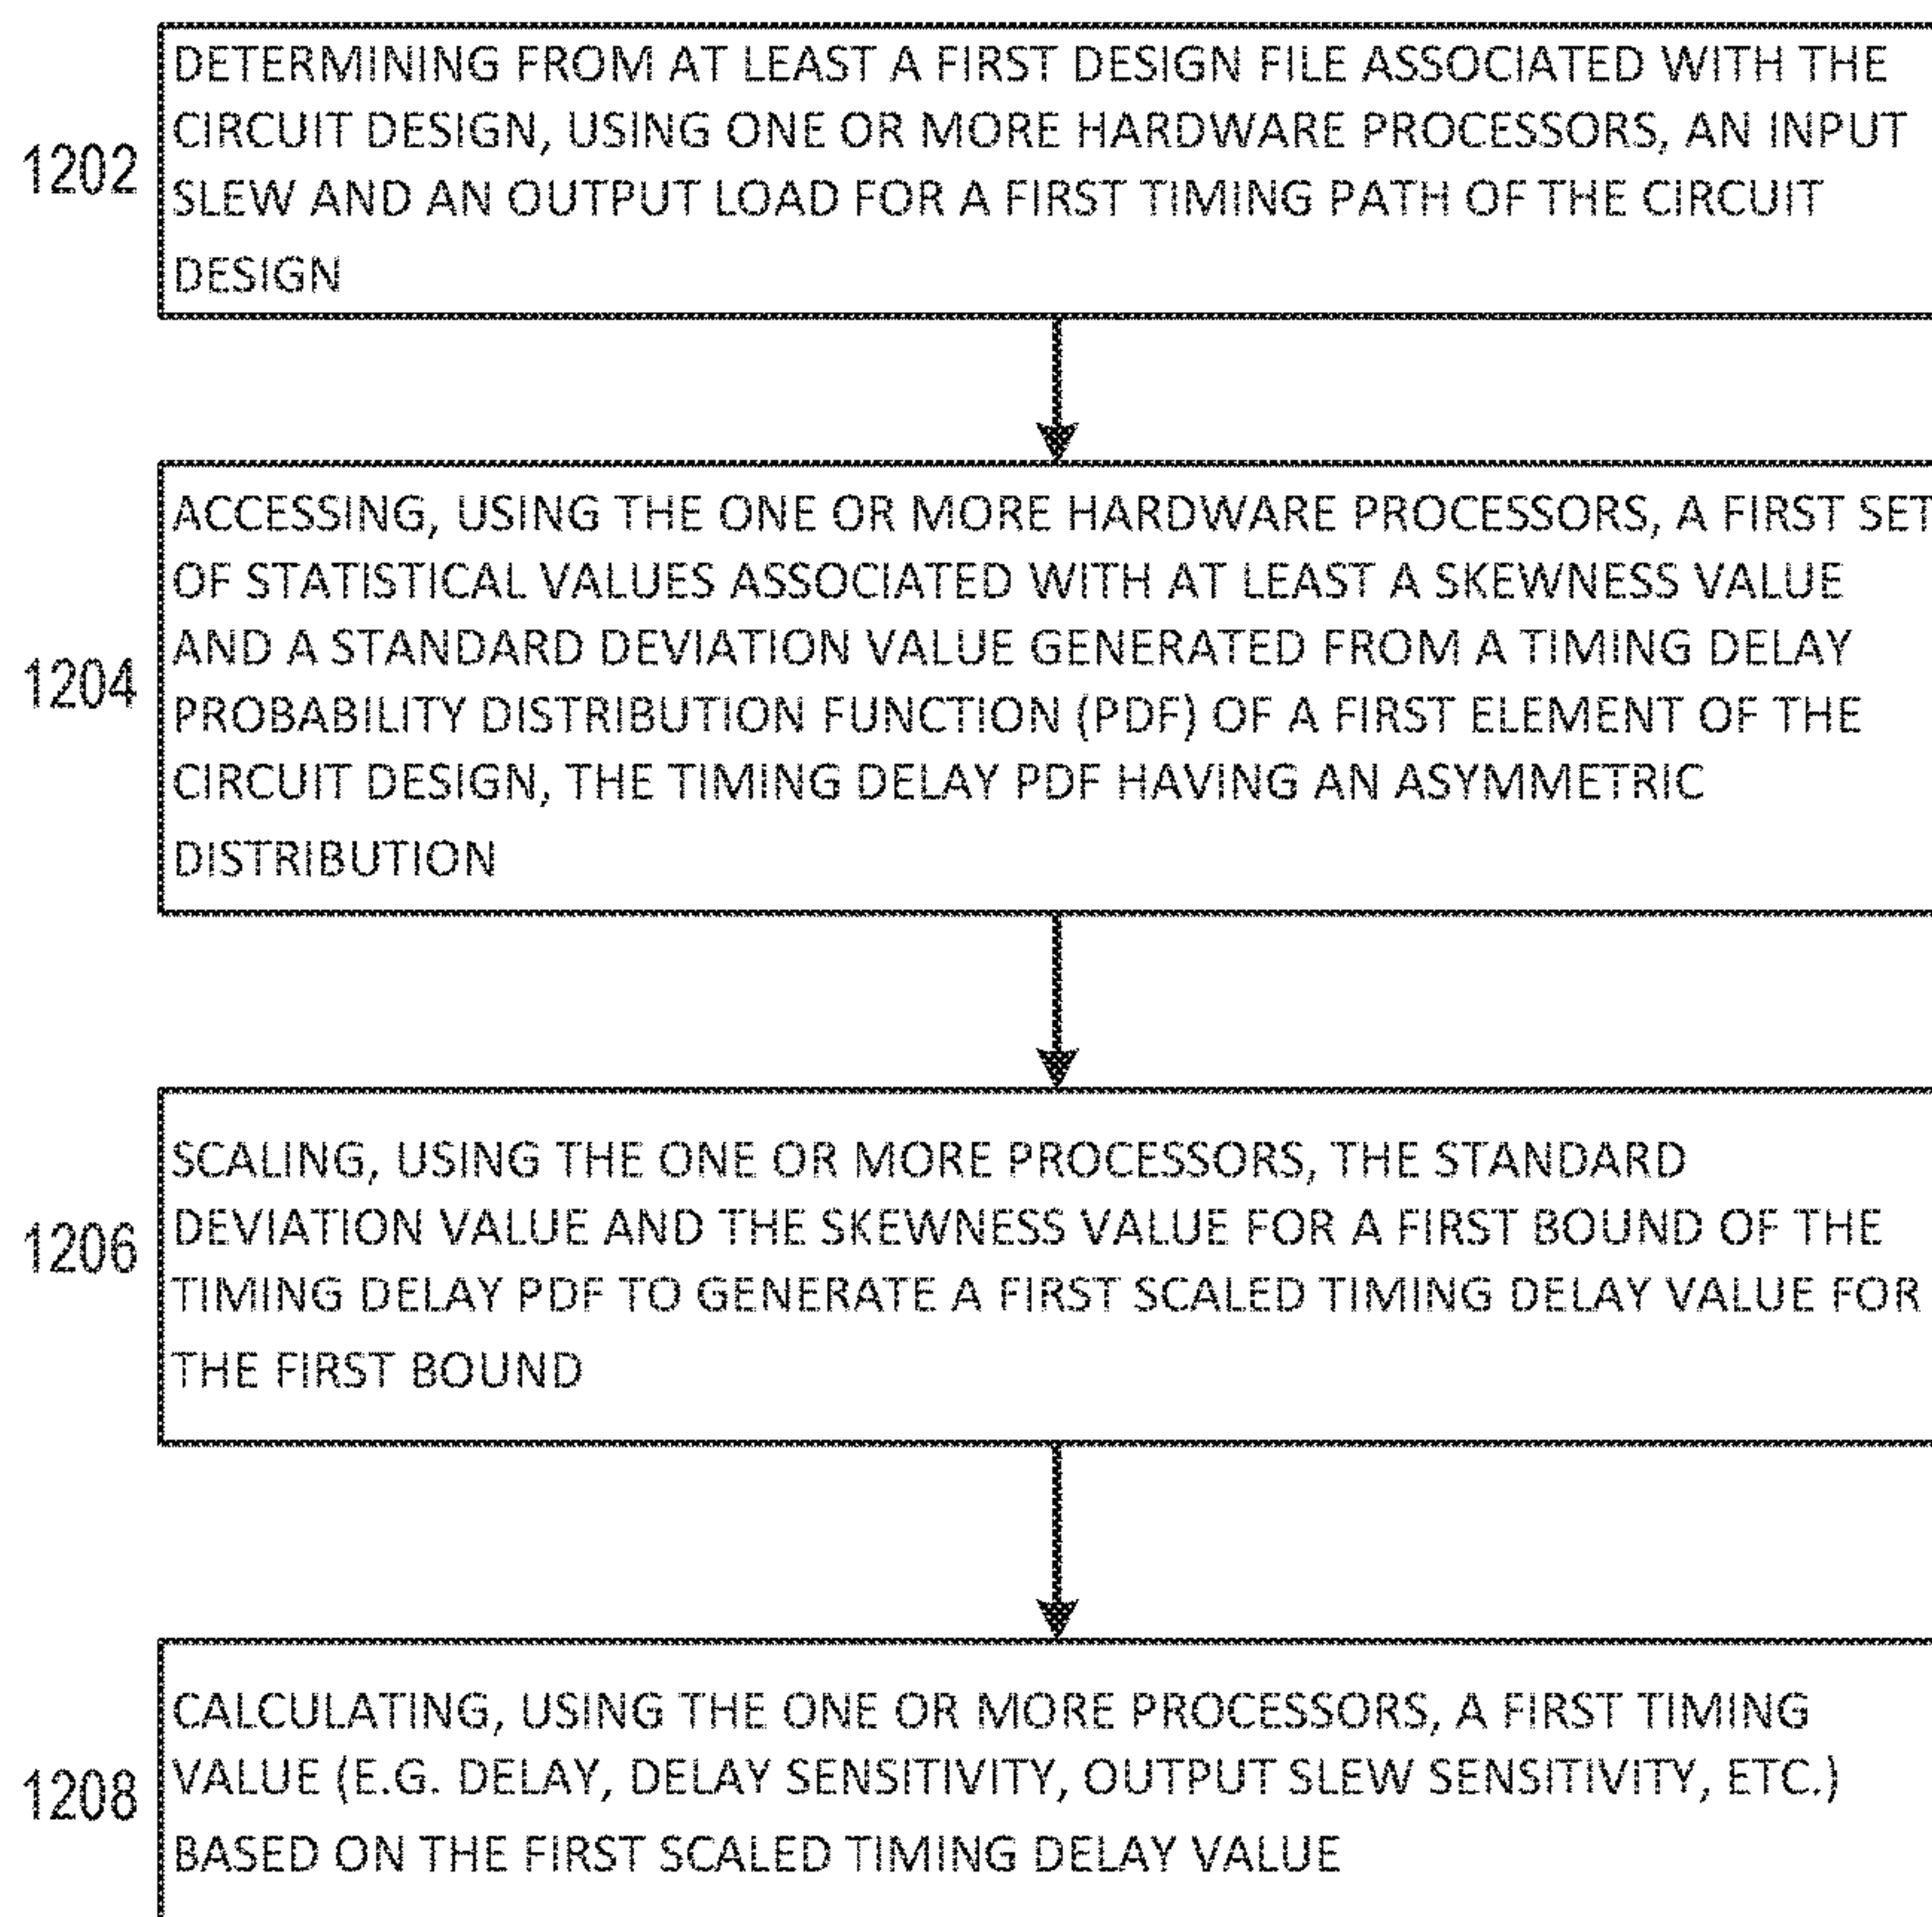 1202
DETERMINING FROM AT LEAST A FIRST DESIGN FILE ASSOCIATED WITH THE
CIRCUIT DESIGN, USING ONE OR MORE HARDWARE PROCESSORS, AN INPUT
SLEW AND AN OUTPUT LOAD FOR A FIRST TIMING PATH OF THE CIRCUIT
DESIGN
1204
ACCESSING, USING THE ONE OR MORE HARDWARE PROCESSORS, A FIRST SET
OF STATISTICAL VALUES ASSOCIATED WITH AT LEAST A SKEWNESS VALUE
AND A STANDARD DEVIATION VALUE GENERATED FROM A TIMING DELAY
PROBABILITY DISTRIBUTION FUNCTION (PDF) OF A FIRST ELEMENT OF THE
CIRCUIT DESIGN, THE TIMING DELAY PDF HAVING AN ASYMMETRIC
DISTRIBUTION
1206
SCALING, USING THE ONE OR MORE PROCESSORS, THE STANDARD
DEVIATION VALUE AND THE SKEWNESS VALUE FOR A FIRST BOUND OF THE
TIMING DELAY PDF TO GENERATE A FIRST SCALED TIMING DELAY VALUE FOR
THE FIRST BOUND
1208
CALCULATING, USING THE ONE OR MORE PROCESSORS, A FIRST TIMING
VALUE (E.G. DELAY, DELAY SENSITIVITY, OUTPUT SLEW SENSITIVITY, ETC.)
BASED ON THE FIRST SCALED TIMING DELAY VALUE